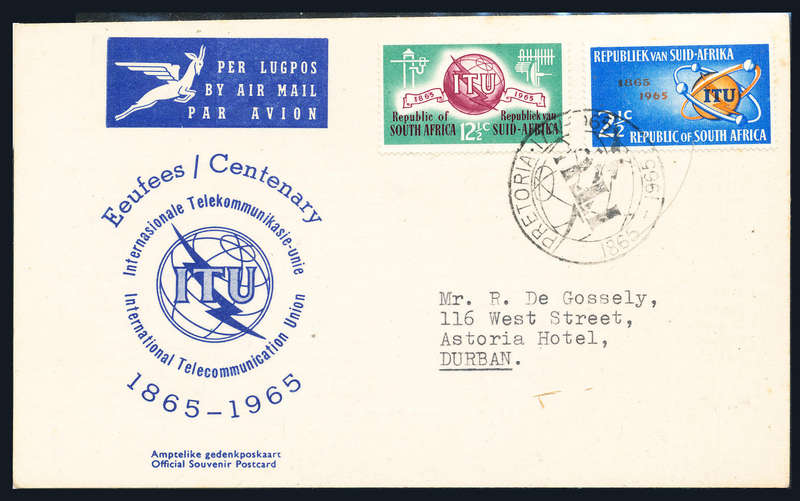 PER LUGPOS
BY AIR MAIL
PAR AVION
ITU
1865 1965
Republic of SOUTH AFRICA
12½c
Republiek van SUID-AFRIKA
REPUBLIEK VAN SUID-AFRIKA
1865
1965
ITU
2½c
REPUBLIC OF SOUTH AFRICA
PRETORIA
1865 – 1965
Eeufees / Centenary
Internasionale Telekommunikasie-unie
ITU
International Telecommunication Union
1865-1965
Mr. R. De Gossely,
116 West Street,
Astoria Hotel,
DURBAN.
Amptelike gedenkposkaart
Official Souvenir Postcard